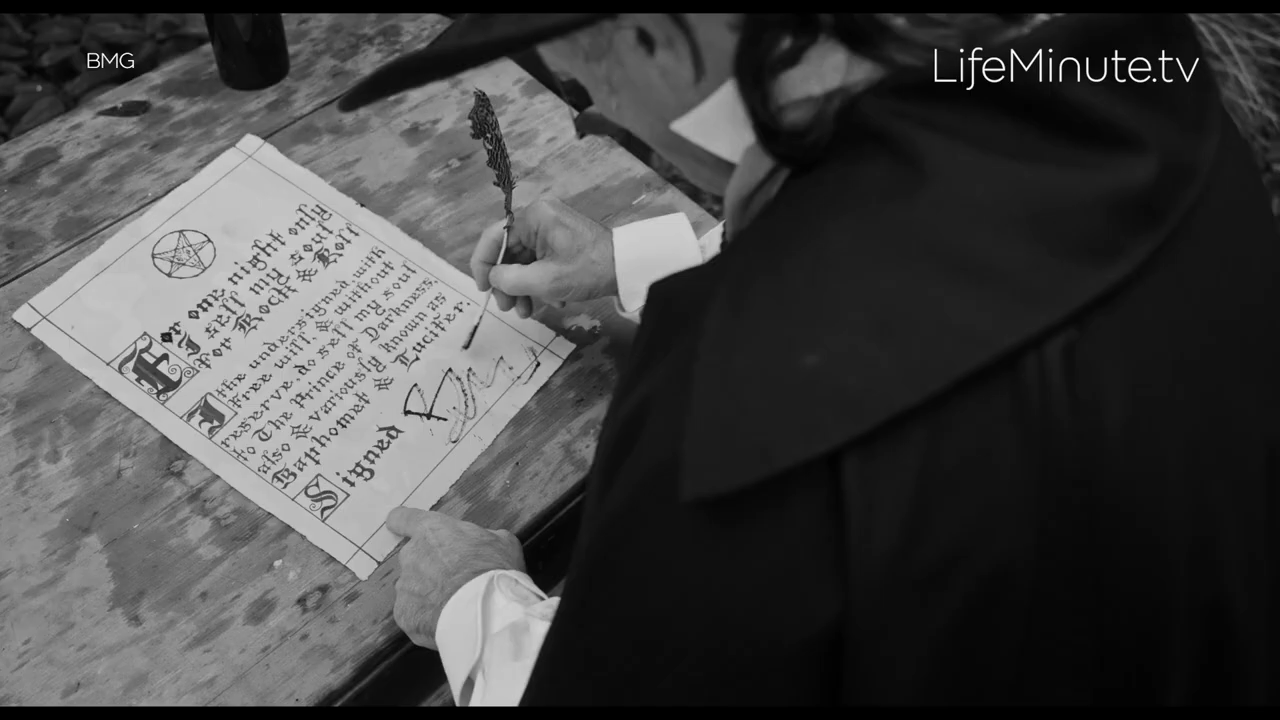 BMG
LifeMinute.tv
For one night only
I sell my soul
for Rock & Roll
I the undersigned with
free will, & without
reserve, do sell my soul
to The Prince of Darkness,
also & variously known as
Baphomet & Lucifer.
Signed